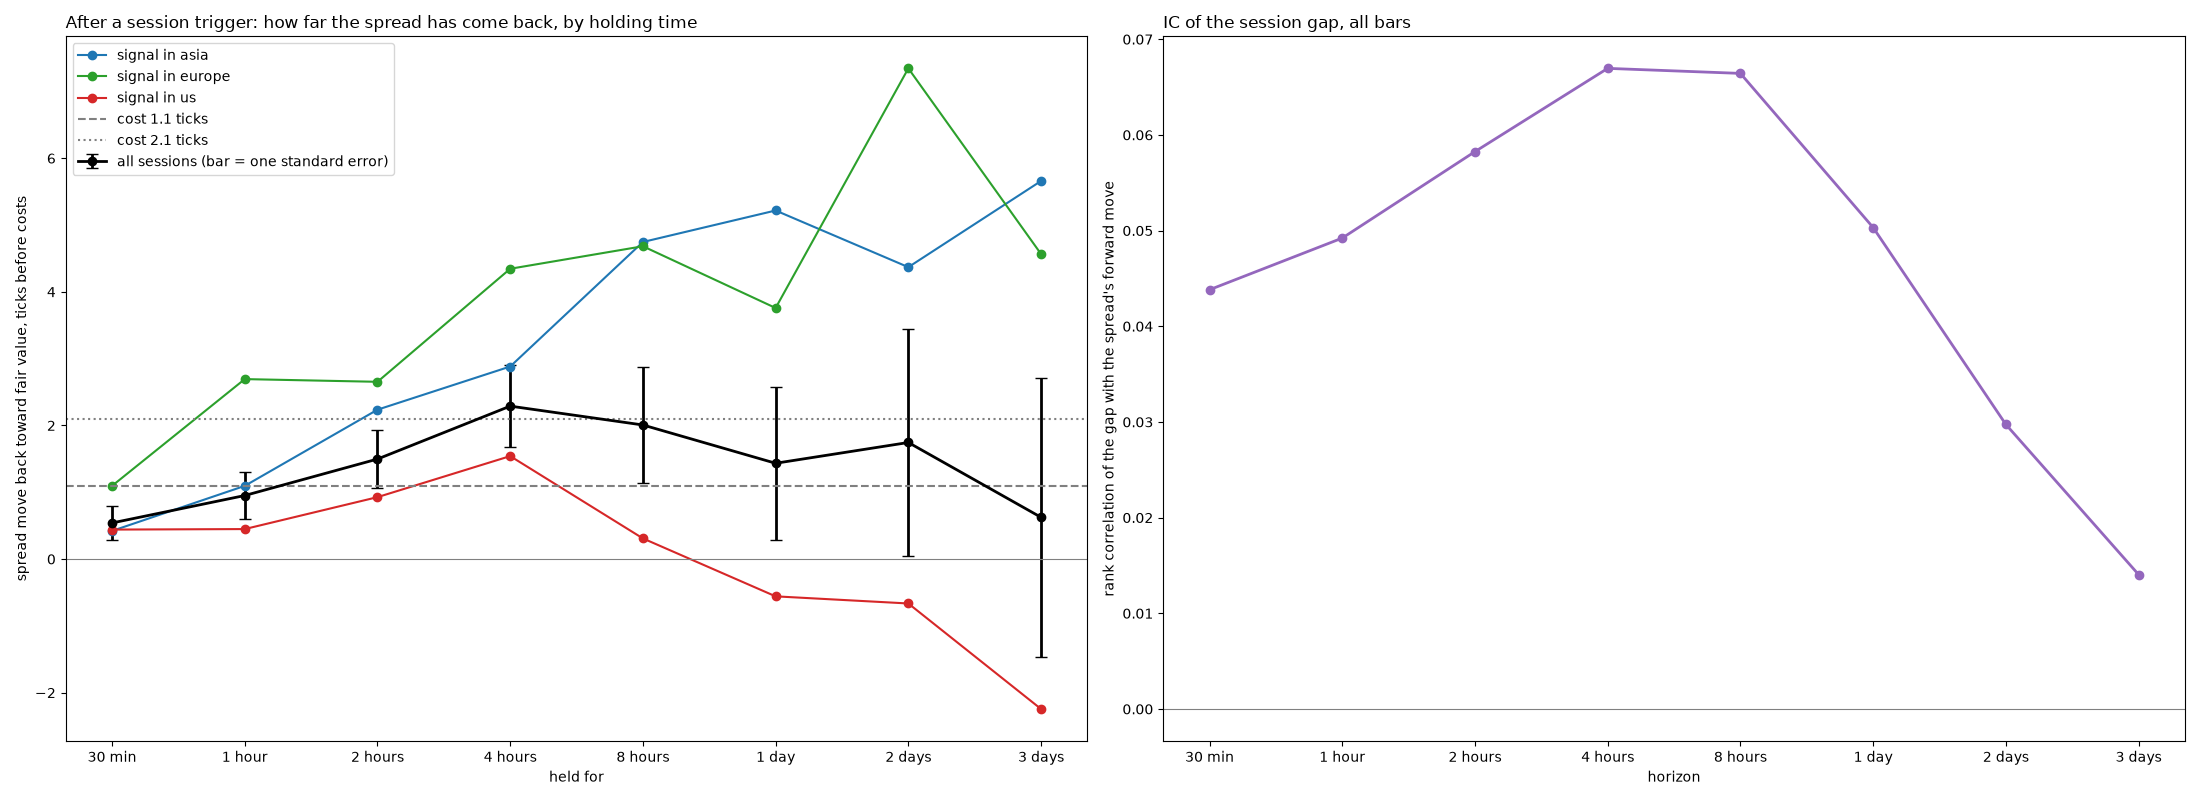 After a session trigger: how far the spread has come back, by holding time
signal in asia
signal in europe
signal in us
cost 1.1 ticks
cost 2.1 ticks
all sessions (bar = one standard error)
spread move back toward fair value, ticks before costs
6
4
2
0
−2
30 min
1 hour
2 hours
4 hours
8 hours
1 day
2 days
3 days
held for
IC of the session gap, all bars
rank correlation of the gap with the spread's forward move
0.07
0.06
0.05
0.04
0.03
0.02
0.01
0.00
30 min
1 hour
2 hours
4 hours
8 hours
1 day
2 days
3 days
horizon